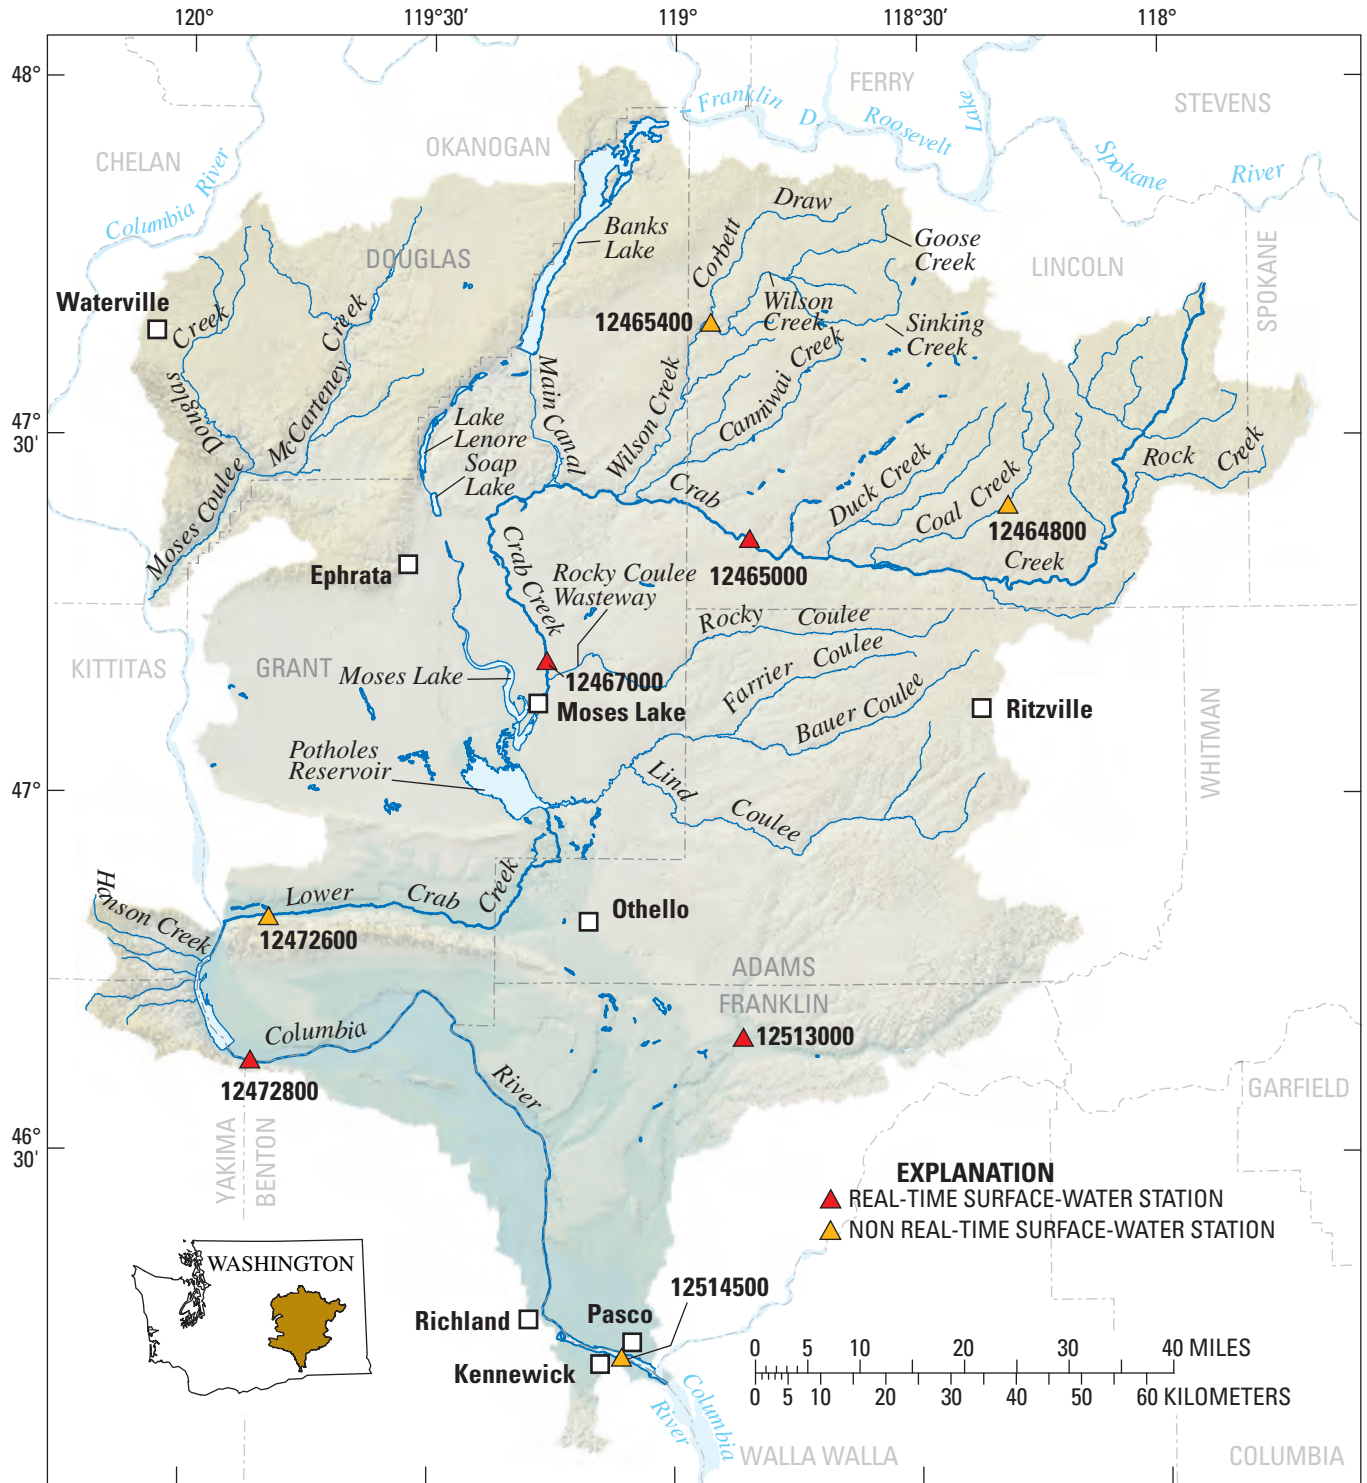 120°
119°30'
119°
118°30'
118°
48°
47°
30'
47°
46°
30'
CHELAN
OKANOGAN
FERRY
STEVENS
Columbia River
Franklin D. Roosevelt Lake
Spokane River
DOUGLAS
LINCOLN
SPOKANE
Banks
Lake
Corbett Draw
Goose
Creek
Wilson
Creek
Sinking
Creek
Waterville
Douglas Creek
McCarteney Creek
Moses Coulee
12465400
Main Canal
Wilson Creek
Canniwai Creek
Lake
Lenore
Soap
Lake
Crab Creek
Duck Creek
Coal Creek
Rock Creek
12464800
12465000
Ephrata
Crab Creek
Rocky Coulee
Wasteway
Rocky Coulee
Farrier Coulee
Bauer Coulee
KITTITAS
GRANT
Moses Lake
12467000
Moses Lake
Ritzville
WHITMAN
Potholes
Reservoir
Lind Coulee
Lower Crab Creek
Hanson Creek
Othello
12472600
ADAMS
FRANKLIN
12513000
Columbia River
12472800
YAKIMA
BENTON
GARFIELD
EXPLANATION
REAL-TIME SURFACE-WATER STATION
NON REAL-TIME SURFACE-WATER STATION
WASHINGTON
12514500
Richland
Pasco
Kennewick
Columbia River
0 5 10 20 30 40 MILES
0 5 10 20 30 40 50 60 KILOMETERS
WALLA WALLA
COLUMBIA